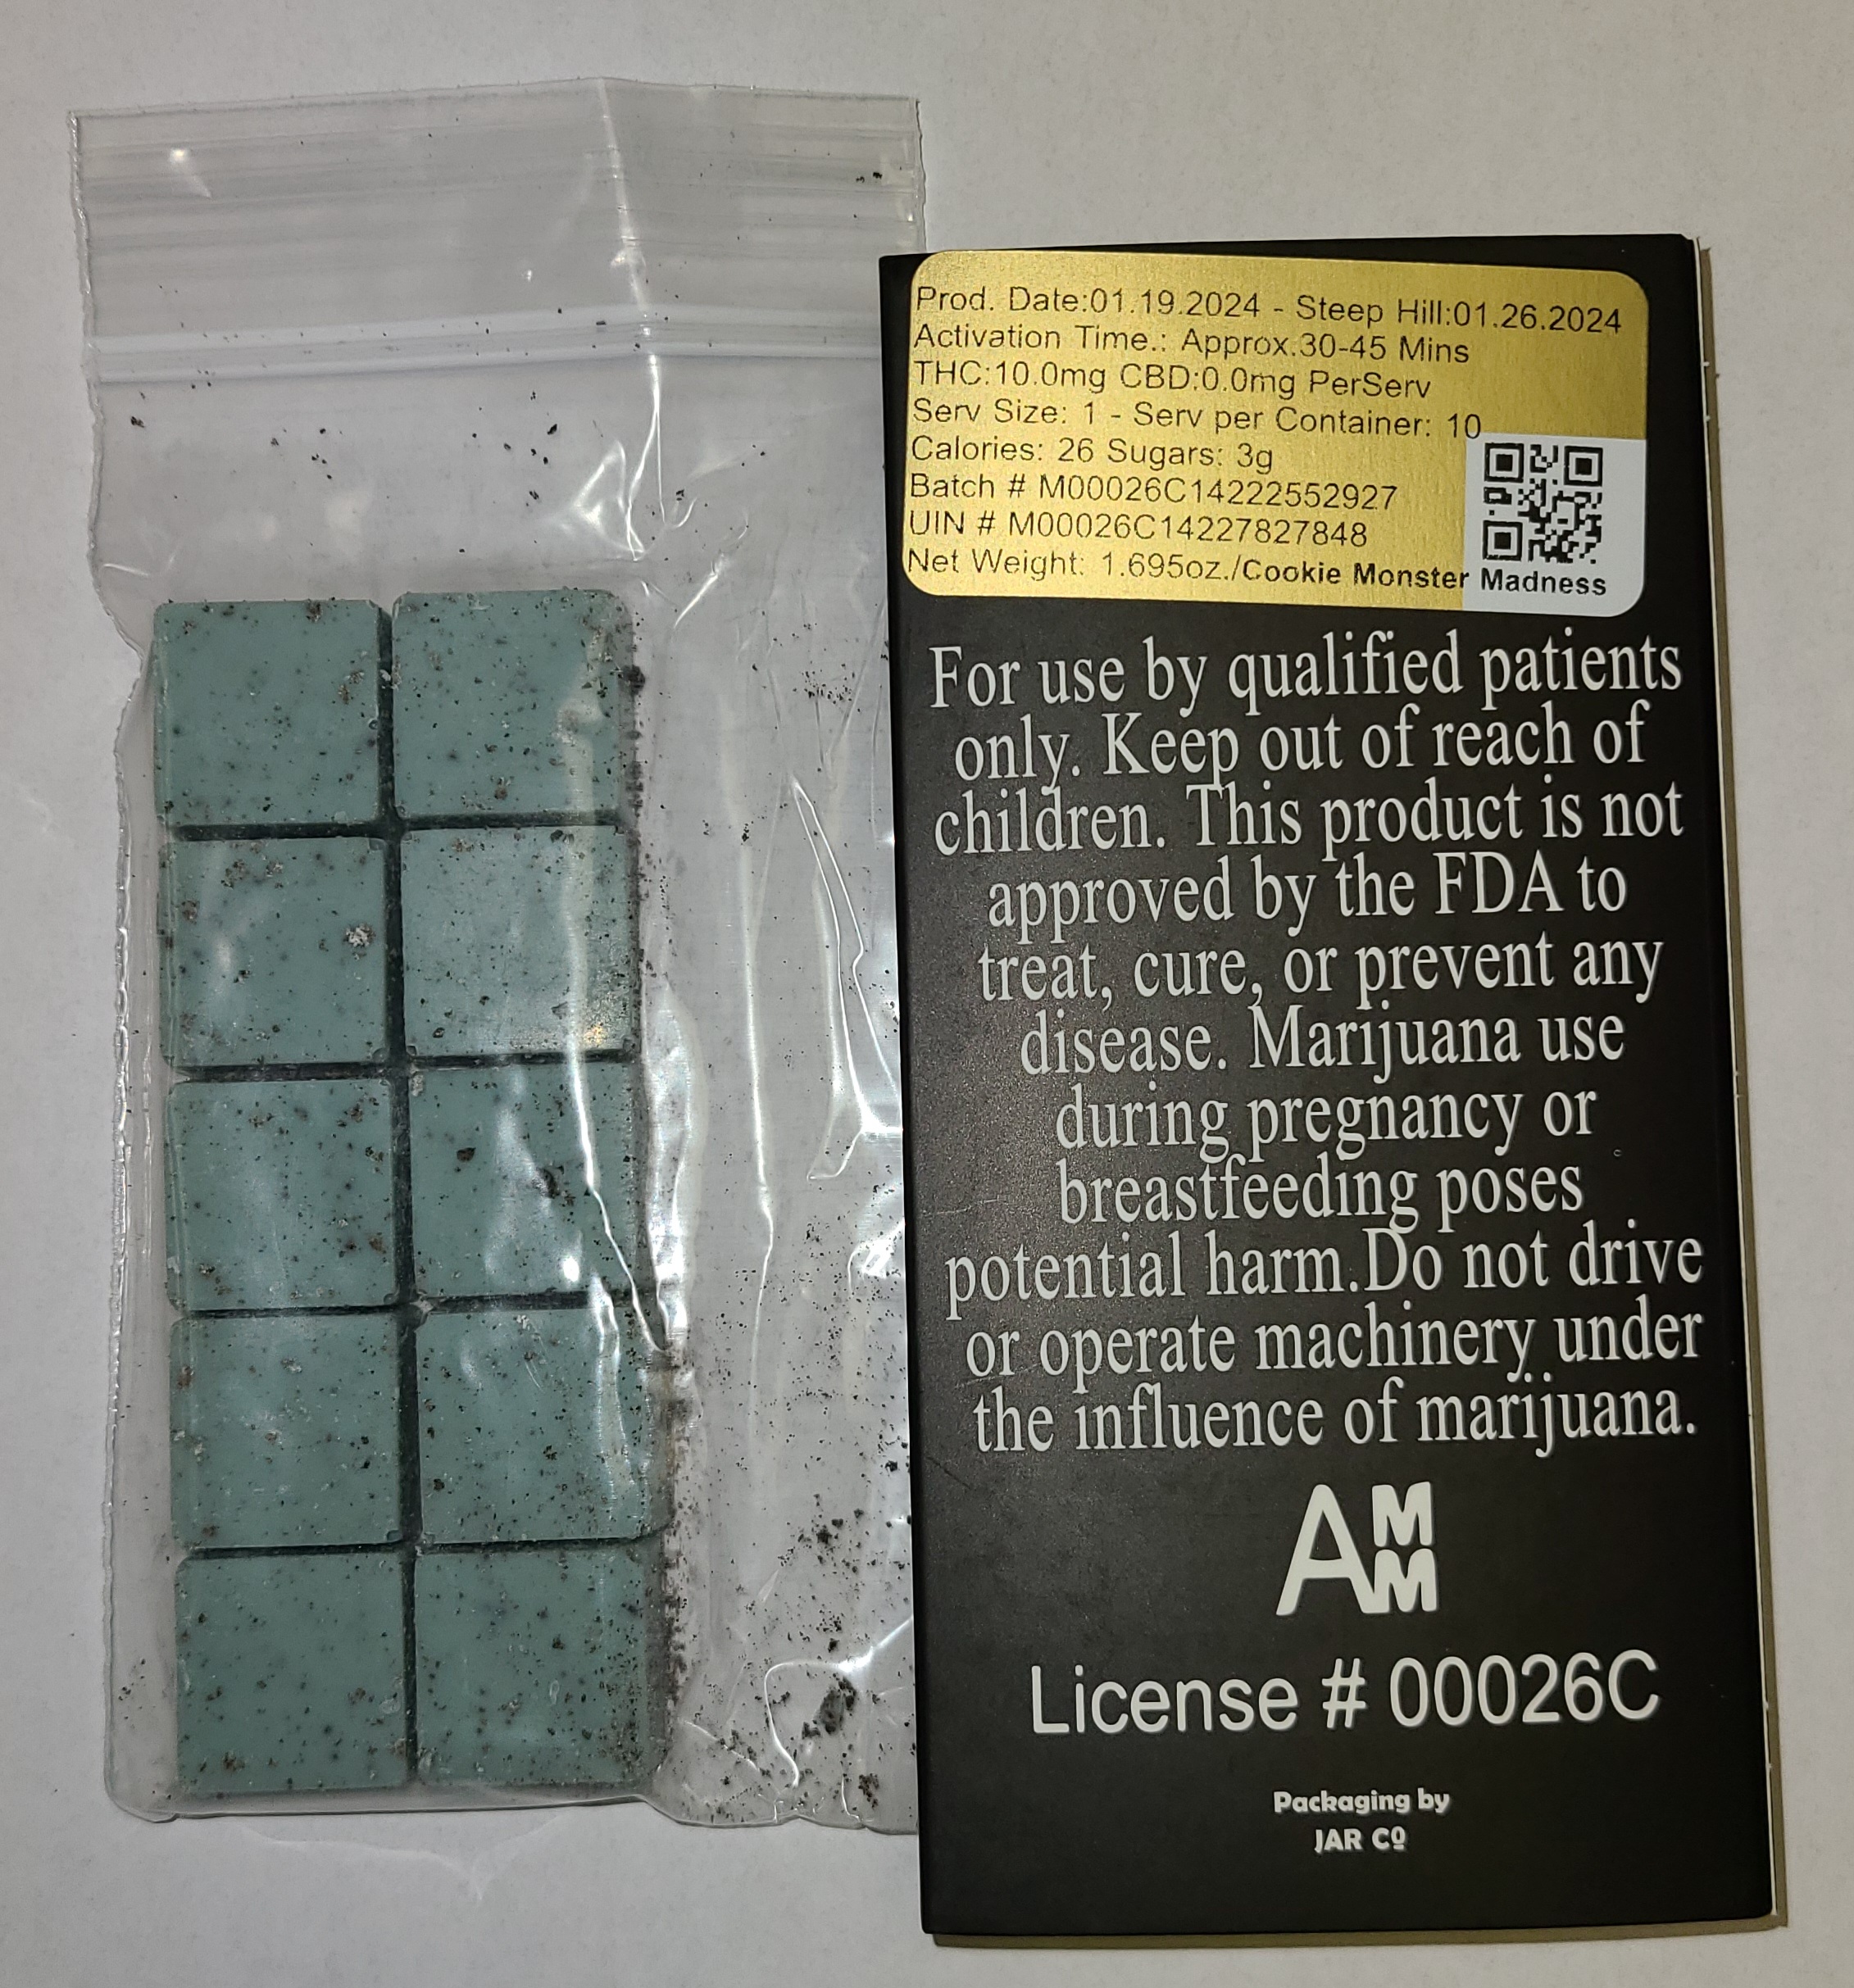 Prod. Date:01.19.2024 - Steep Hill:01.26.2024
Activation Time.: Approx.30-45 Mins
THC:10.0mg CBD:0.0mg PerServ
Serv Size: 1 - Serv per Container: 10
Calories: 26 Sugars: 3g
Batch # M00026C14222552927
UIN # M00026C14227827848
Net Weight: 1.695oz./Cookie Monster Madness
For use by qualified patients
only. Keep out of reach of
children. This product is not
approved by the FDA to
treat, cure, or prevent any
disease. Marijuana use
during pregnancy or
breastfeeding poses
potential harm.Do not drive
or operate machinery under
the influence of marijuana.
AMM
License # 00026C
Packaging by
JAR Cº